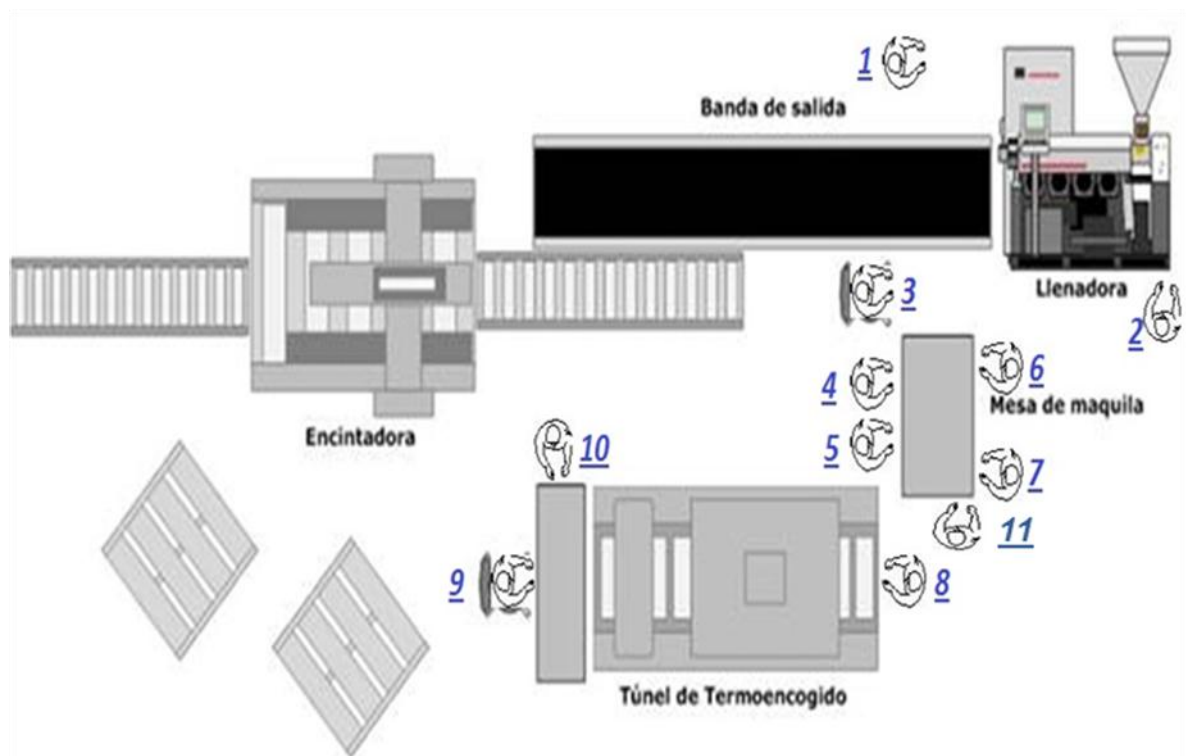 1
Banda de salida
Llenadora
3
2
6
4
Mesa de maquila
Encintadora
10
5
7
11
9
8
Túnel de Termoencogido